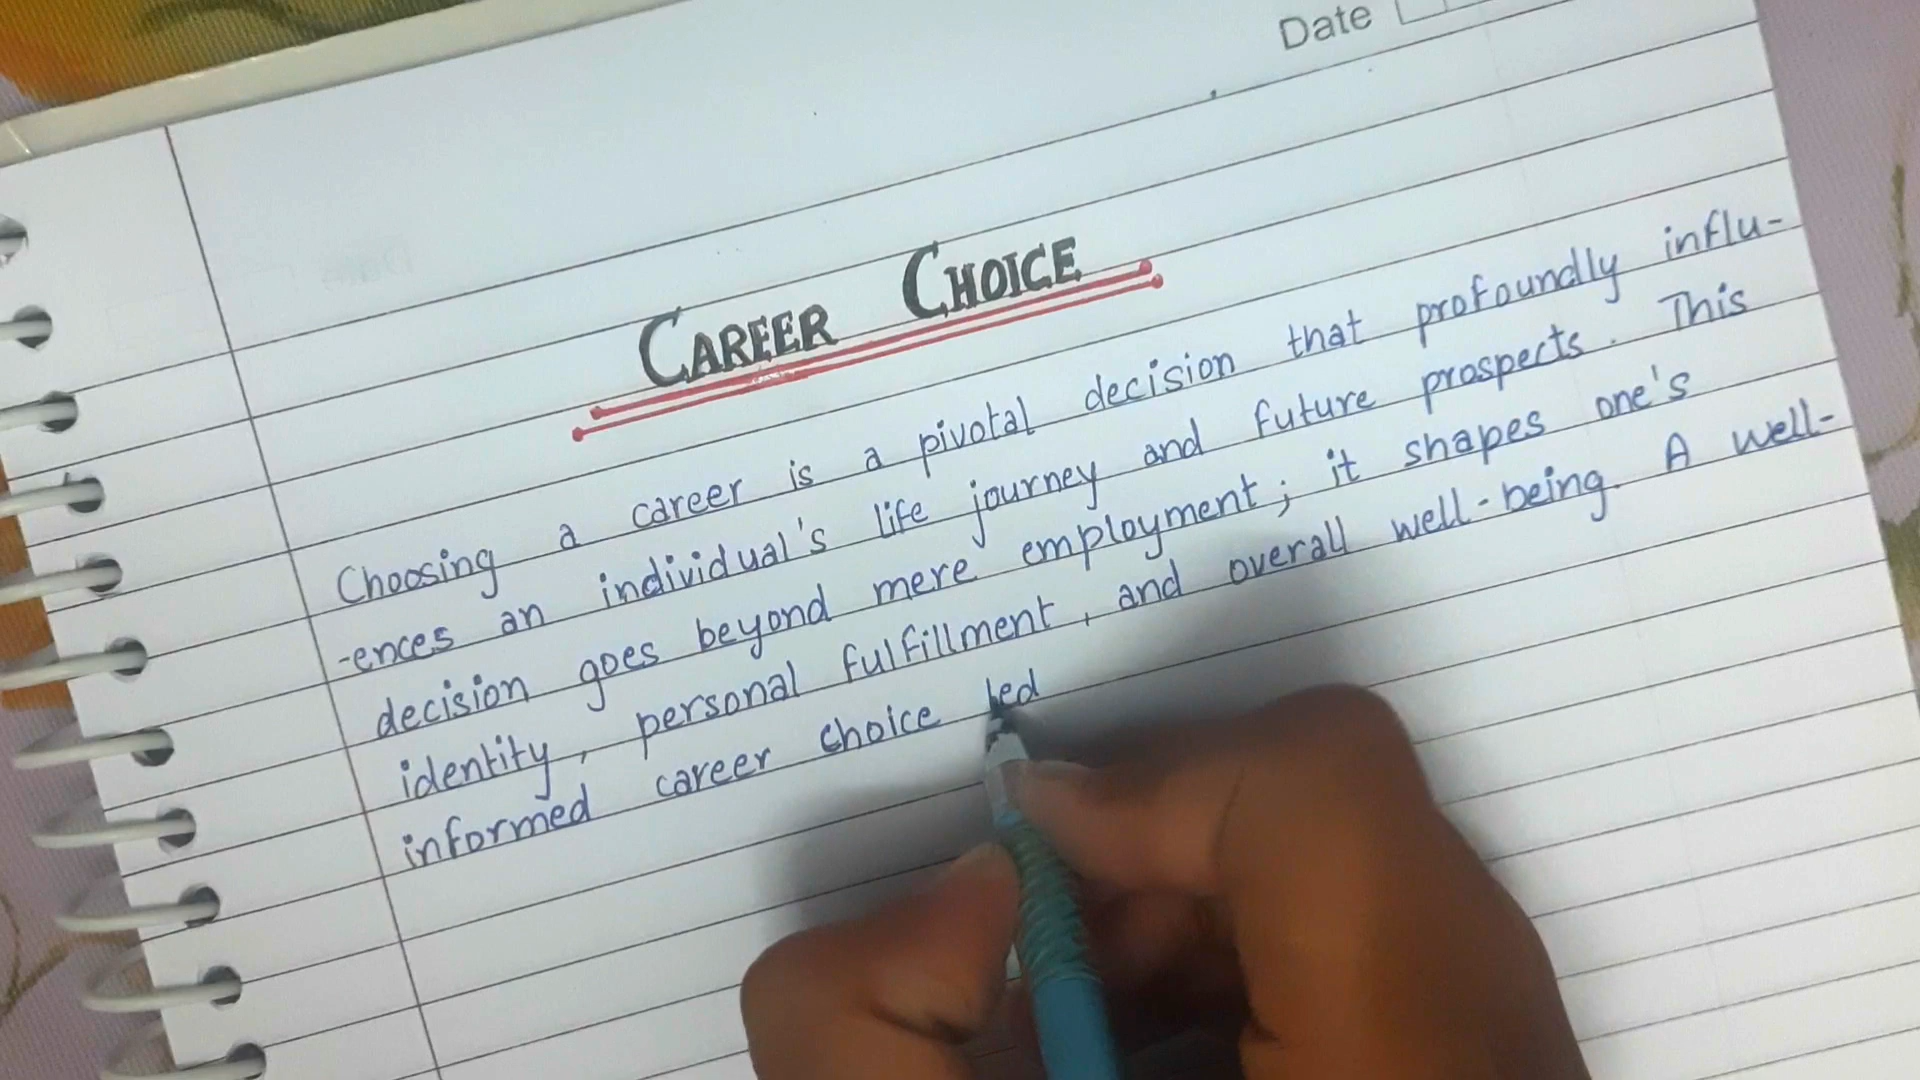 Date
CAREER CHOICE
Choosing a career is a pivotal decision that profoundly influ-
-ences an individual's life journey and future prospects. This
decision goes beyond mere employment; it shapes one's
identity, personal fulfillment, and overall well-being. A well-
informed career choice